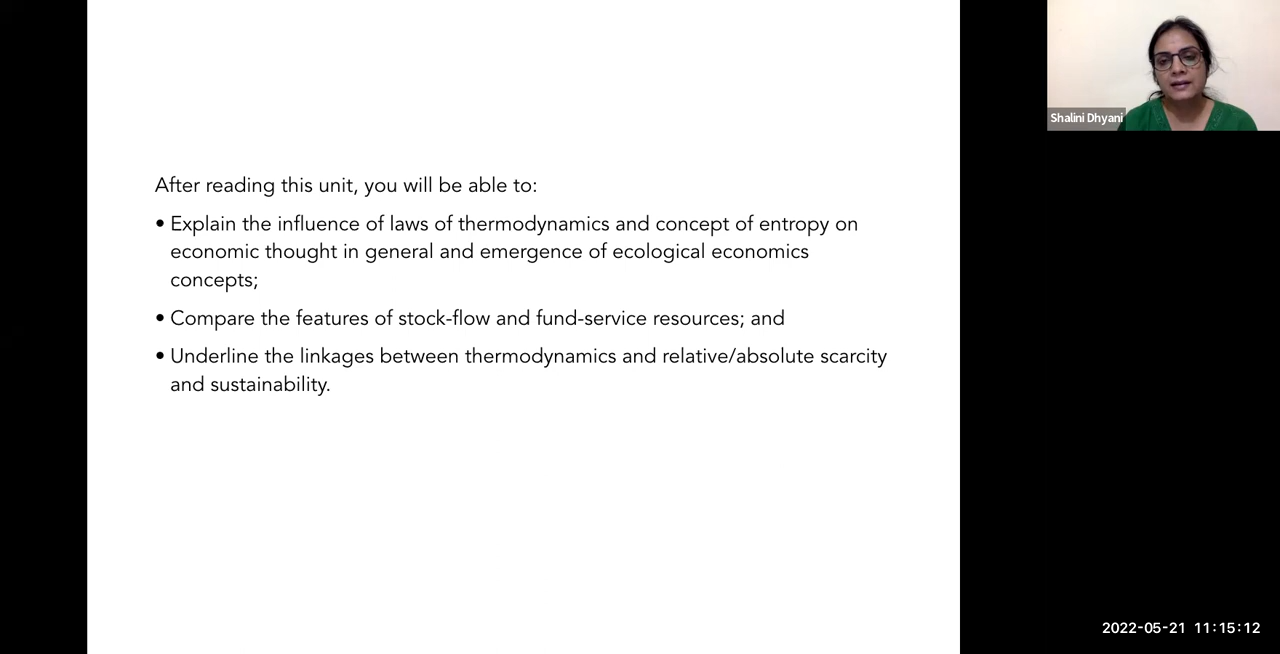 Shalini Dhyani
After reading this unit, you will be able to:
• Explain the influence of laws of thermodynamics and concept of entropy on
economic thought in general and emergence of ecological economics
concepts;
• Compare the features of stock-flow and fund-service resources; and
• Underline the linkages between thermodynamics and relative/absolute scarcity
and sustainability.
2022-05-21 11:15:12